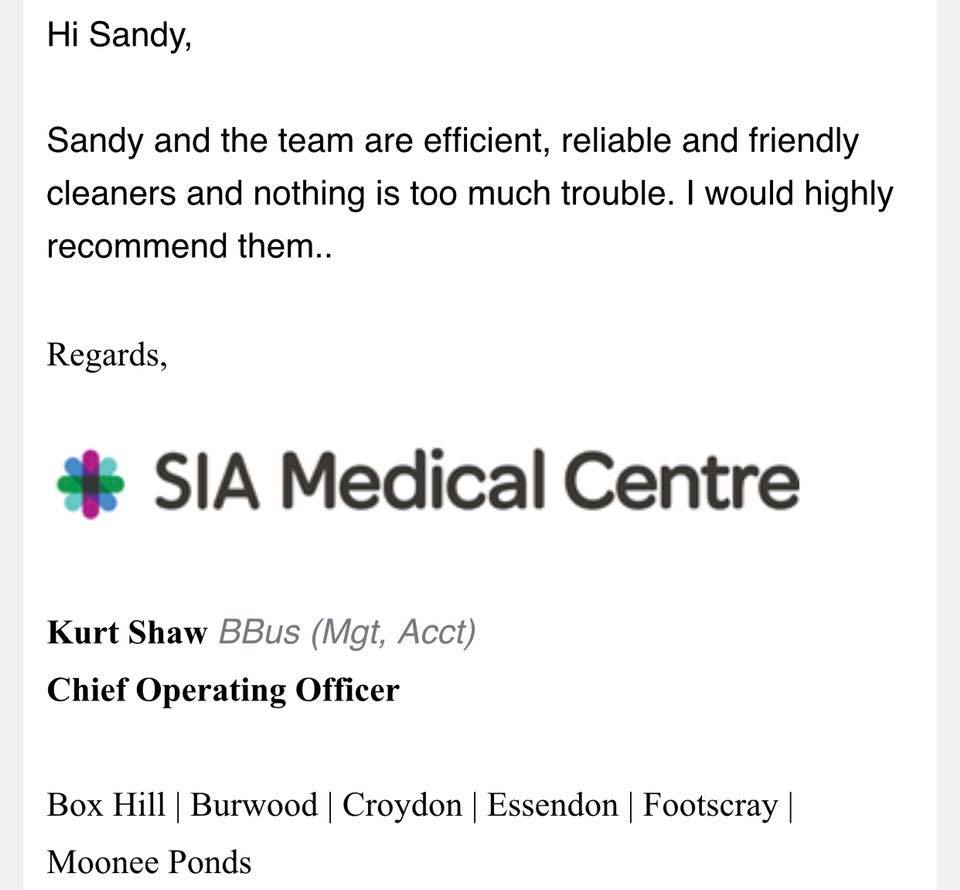 Hi Sandy,
Sandy and the team are efficient, reliable and friendly
cleaners and nothing is too much trouble. I would highly
recommend them..
Regards,
SIA Medical Centre
Kurt Shaw BBus (Mgt, Acct)
Chief Operating Officer
Box Hill | Burwood | Croydon | Essendon | Footscray |
Moonee Ponds